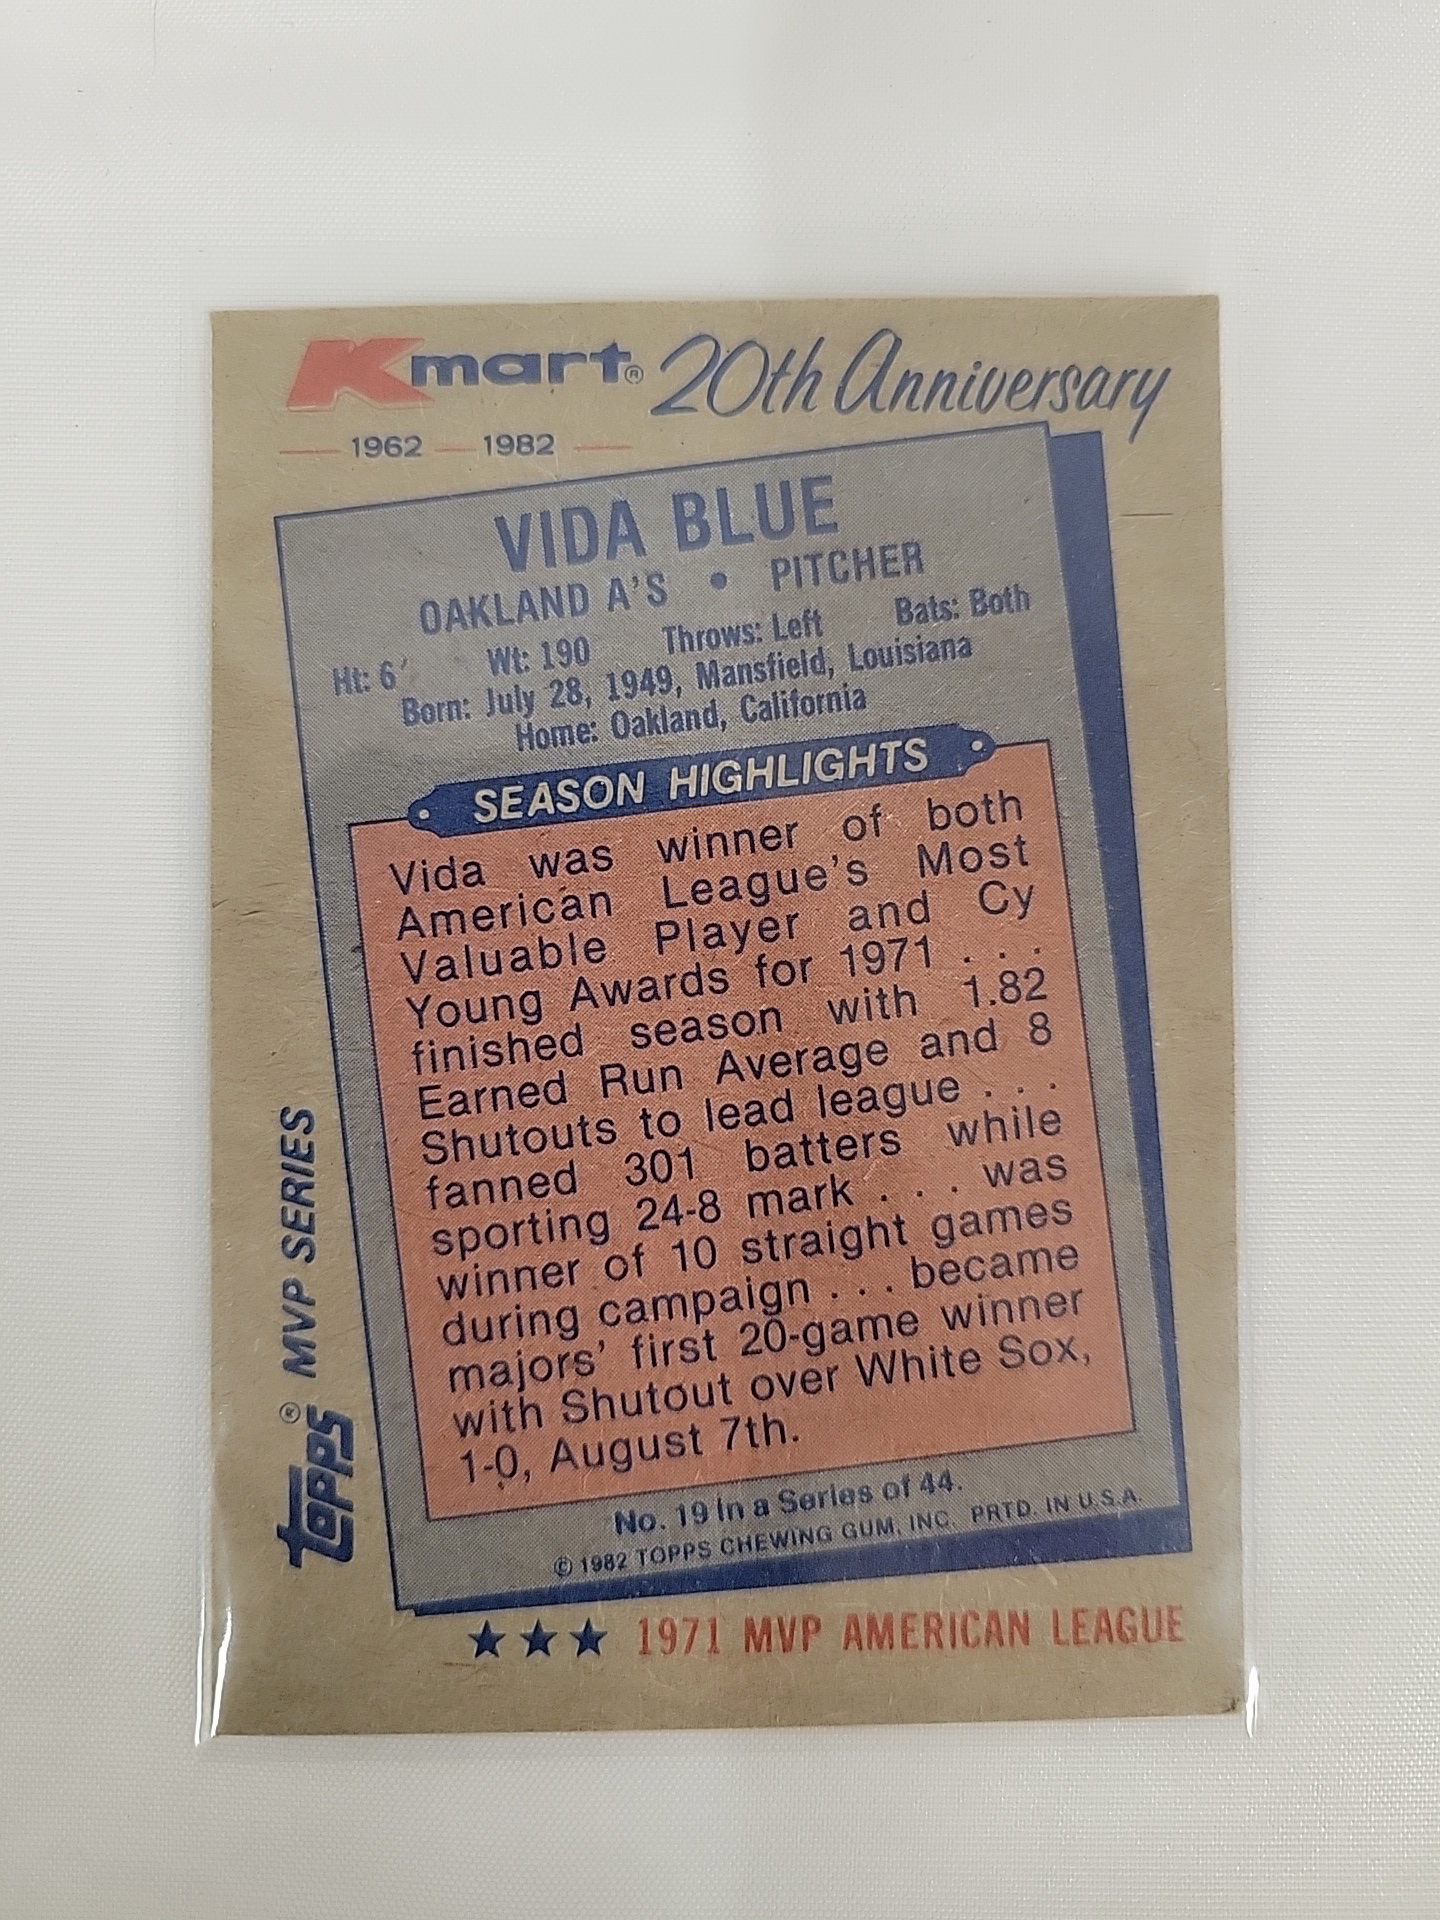 Kmart® 20th Anniversary
1962 — 1982
VIDA BLUE
OAKLAND A'S • PITCHER
Ht: 6' Wt: 190 Throws: Left Bats: Both
Born: July 28, 1949, Mansfield, Louisiana
Home: Oakland, California
SEASON HIGHLIGHTS
Vida was winner of both
American League's Most
Valuable Player and Cy
Young Awards for 1971 . . .
finished season with 1.82
Earned Run Average and 8
Shutouts to lead league . . .
fanned 301 batters while
sporting 24-8 mark . . . was
winner of 10 straight games
during campaign . . . became
majors' first 20-game winner
with Shutout over White Sox,
1-0, August 7th.
No. 19 in a Series of 44.
© 1982 TOPPS CHEWING GUM, INC. PRTD. IN U.S.A.
topps® MVP SERIES
★★★ 1971 MVP AMERICAN LEAGUE